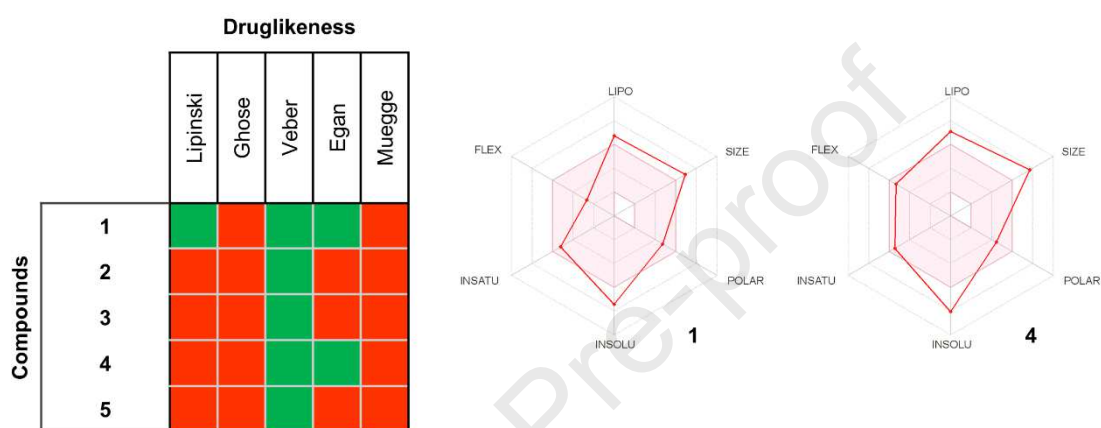 Druglikeness
Lipinski
Ghose
Veber
Egan
Muegge
Compounds
1
2
3
4
5
LIPO
SIZE
POLAR
INSOLU
INSATU
FLEX
1
LIPO
SIZE
POLAR
INSOLU
INSATU
FLEX
4
Pre-proof